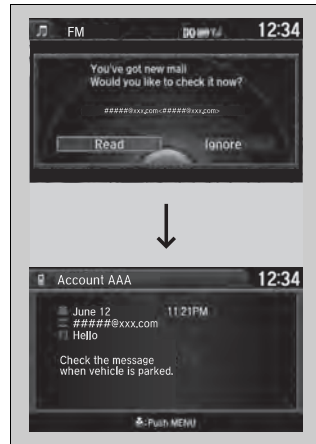 FM 12:34
You've got new mail
Would you like to check it now?
#####@xxx.com<#####@xxx.com>
Read Ignore
Account AAA 12:34
June 12 11:21PM
#####@xxx.com
Hello
Check the message
when vehicle is parked.
:Push MENU